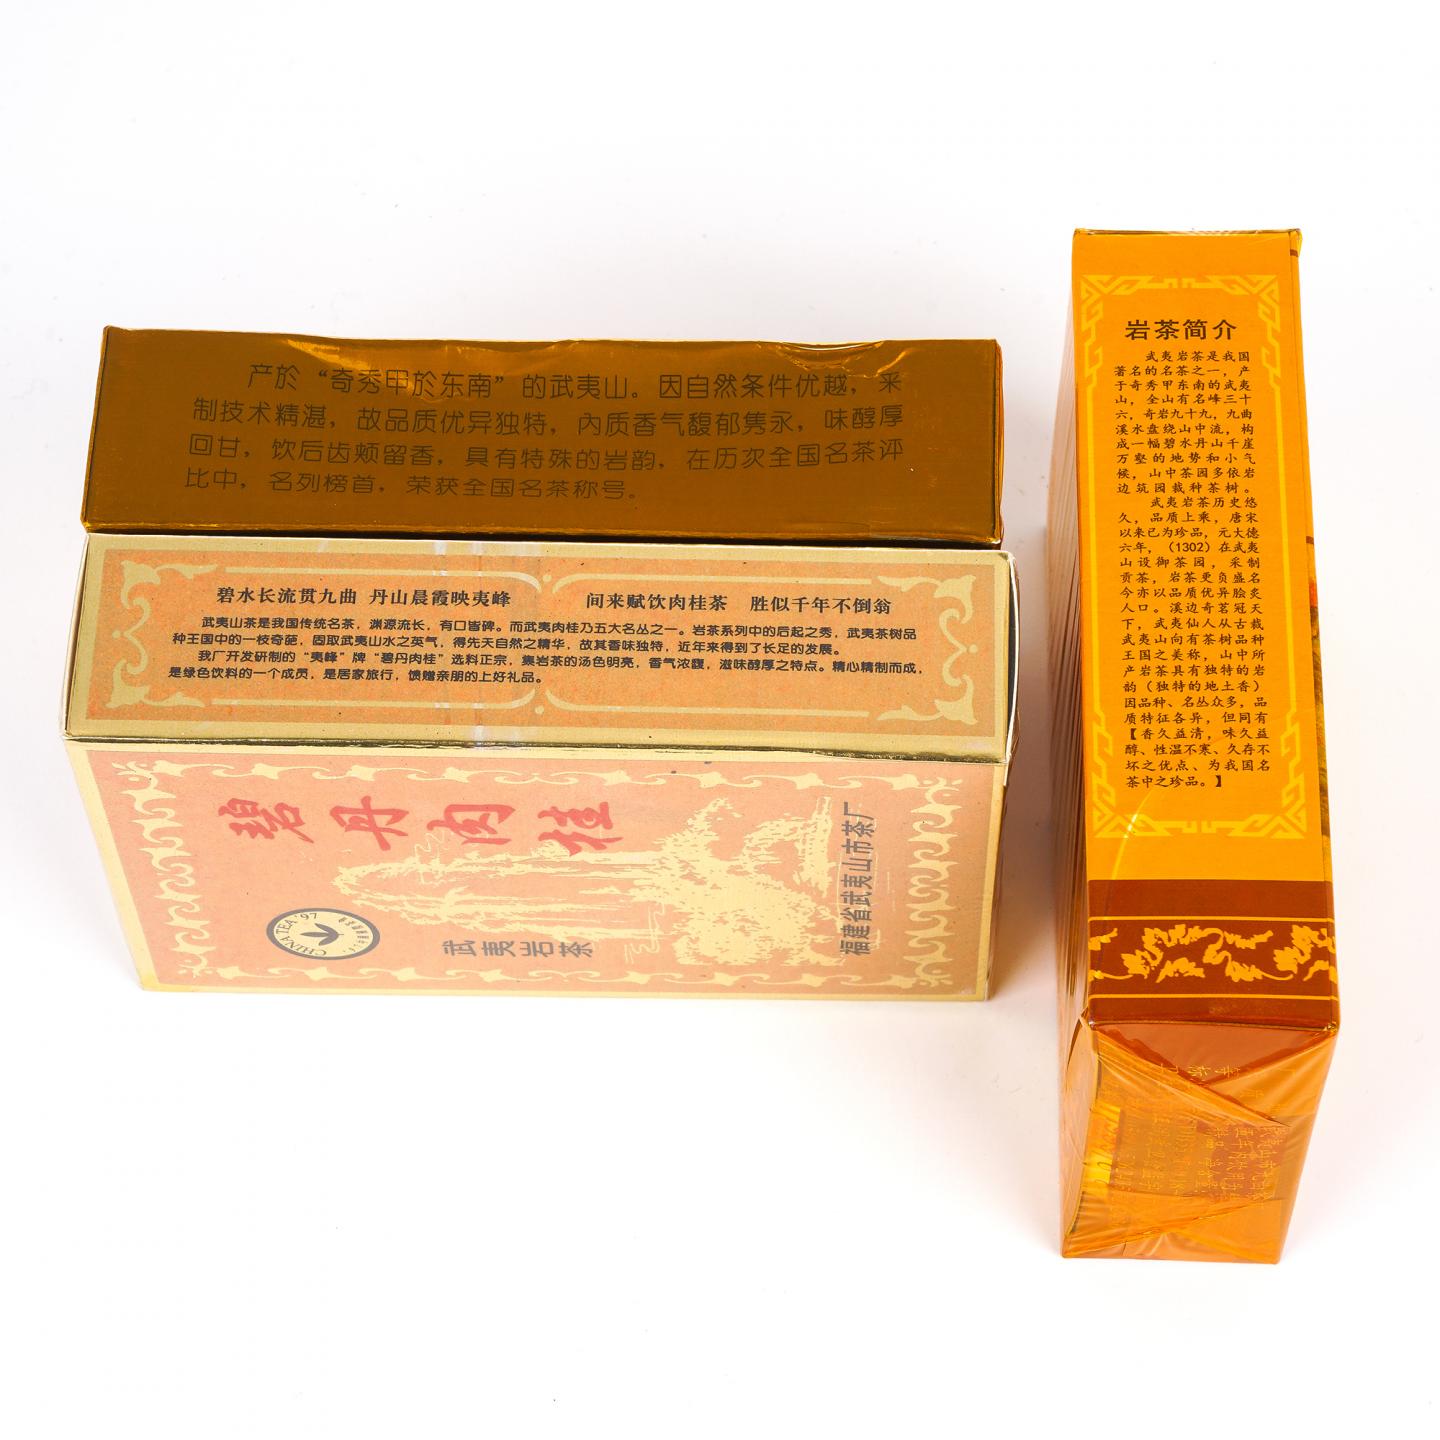 产於“奇秀甲於东南”的武夷山。因自然条件优越，采
制技术精湛，故品质优异独特，内质香气馥郁隽永，味醇厚
回甘，饮后齿颊留香，具有特殊的岩韵，在历次全国名茶评
比中，名列榜首，荣获全国名茶称号。
碧水长流贯九曲 丹山晨霞映夷峰
间来赋饮肉桂茶 胜似千年不倒翁
武夷山茶是我国传统名茶，渊源流长，有口皆碑。而武夷肉桂乃五大名丛之一。岩茶系列中的后起之秀，武夷茶树品
种王国中的一枝奇葩，固取武夷山水之英气，得先天自然之精华，故其香味独特，近年来得到了长足的发展。
我厂开发研制的“夷峰”牌“碧丹肉桂”选料正宗，集岩茶的汤色明亮，香气浓馥，滋味醇厚之特点。精心精制而成，
是绿色饮料的一个成员，是居家旅行，馈赠亲朋的上好礼品。
碧丹肉桂
CHINA TEA '97
武夷岩茶
福建省武夷山市茶厂
岩茶简介
武夷岩茶是我国
著名的名茶之一，产
于奇秀甲东南的武夷
山，全山有名峰三十
六，奇岩九十九，九曲
溪水盘绕山中流，构
成一幅碧水丹山千崖
万壑的地势和小气
候，山中茶园多依岩
边筑园栽种茶树。
武夷岩茶历史悠
久，品质上乘，唐宋
以来已为珍品，元大德
六年，（1302）在武夷
山设御茶园，采制
贡茶，岩茶更负盛名
今亦以品质优异脍炙
人口。溪边奇茗冠天
下，武夷仙人从古栽
武夷山向有茶树品种
王国之美称，山中所
产岩茶具有独特的岩
韵（独特的地土香）
因品种、名丛众多，品
质特征各异，但同有
【香久益清，味久益
醇、性温不寒、久存不
坏之优点、为我国名
茶中之珍品。】